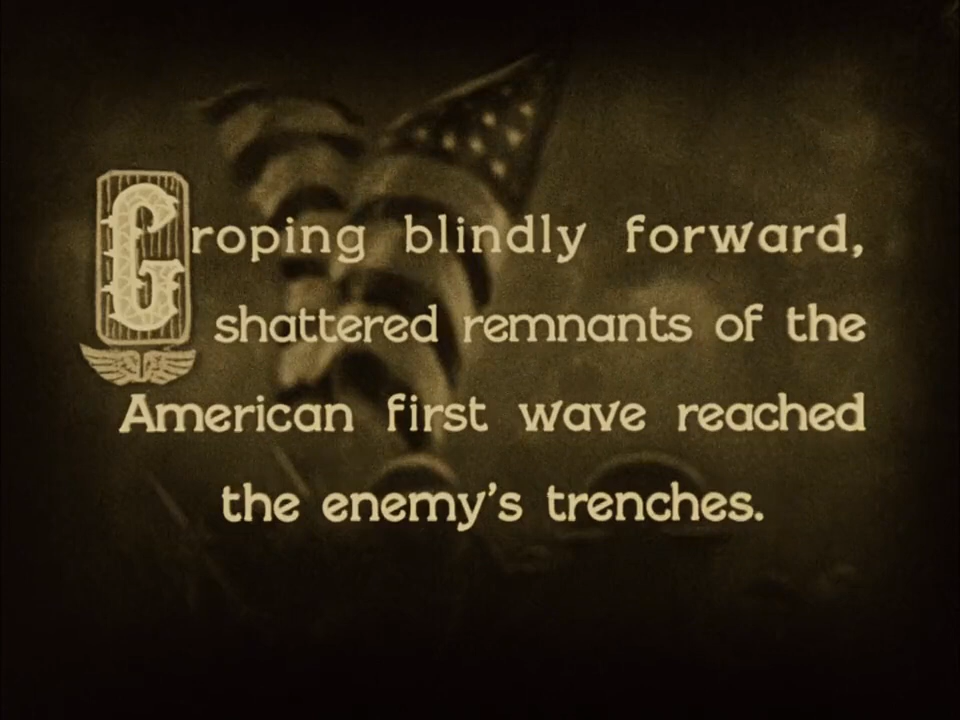 Groping blindly forward,
shattered remnants of the
American first wave reached
the enemy's trenches.